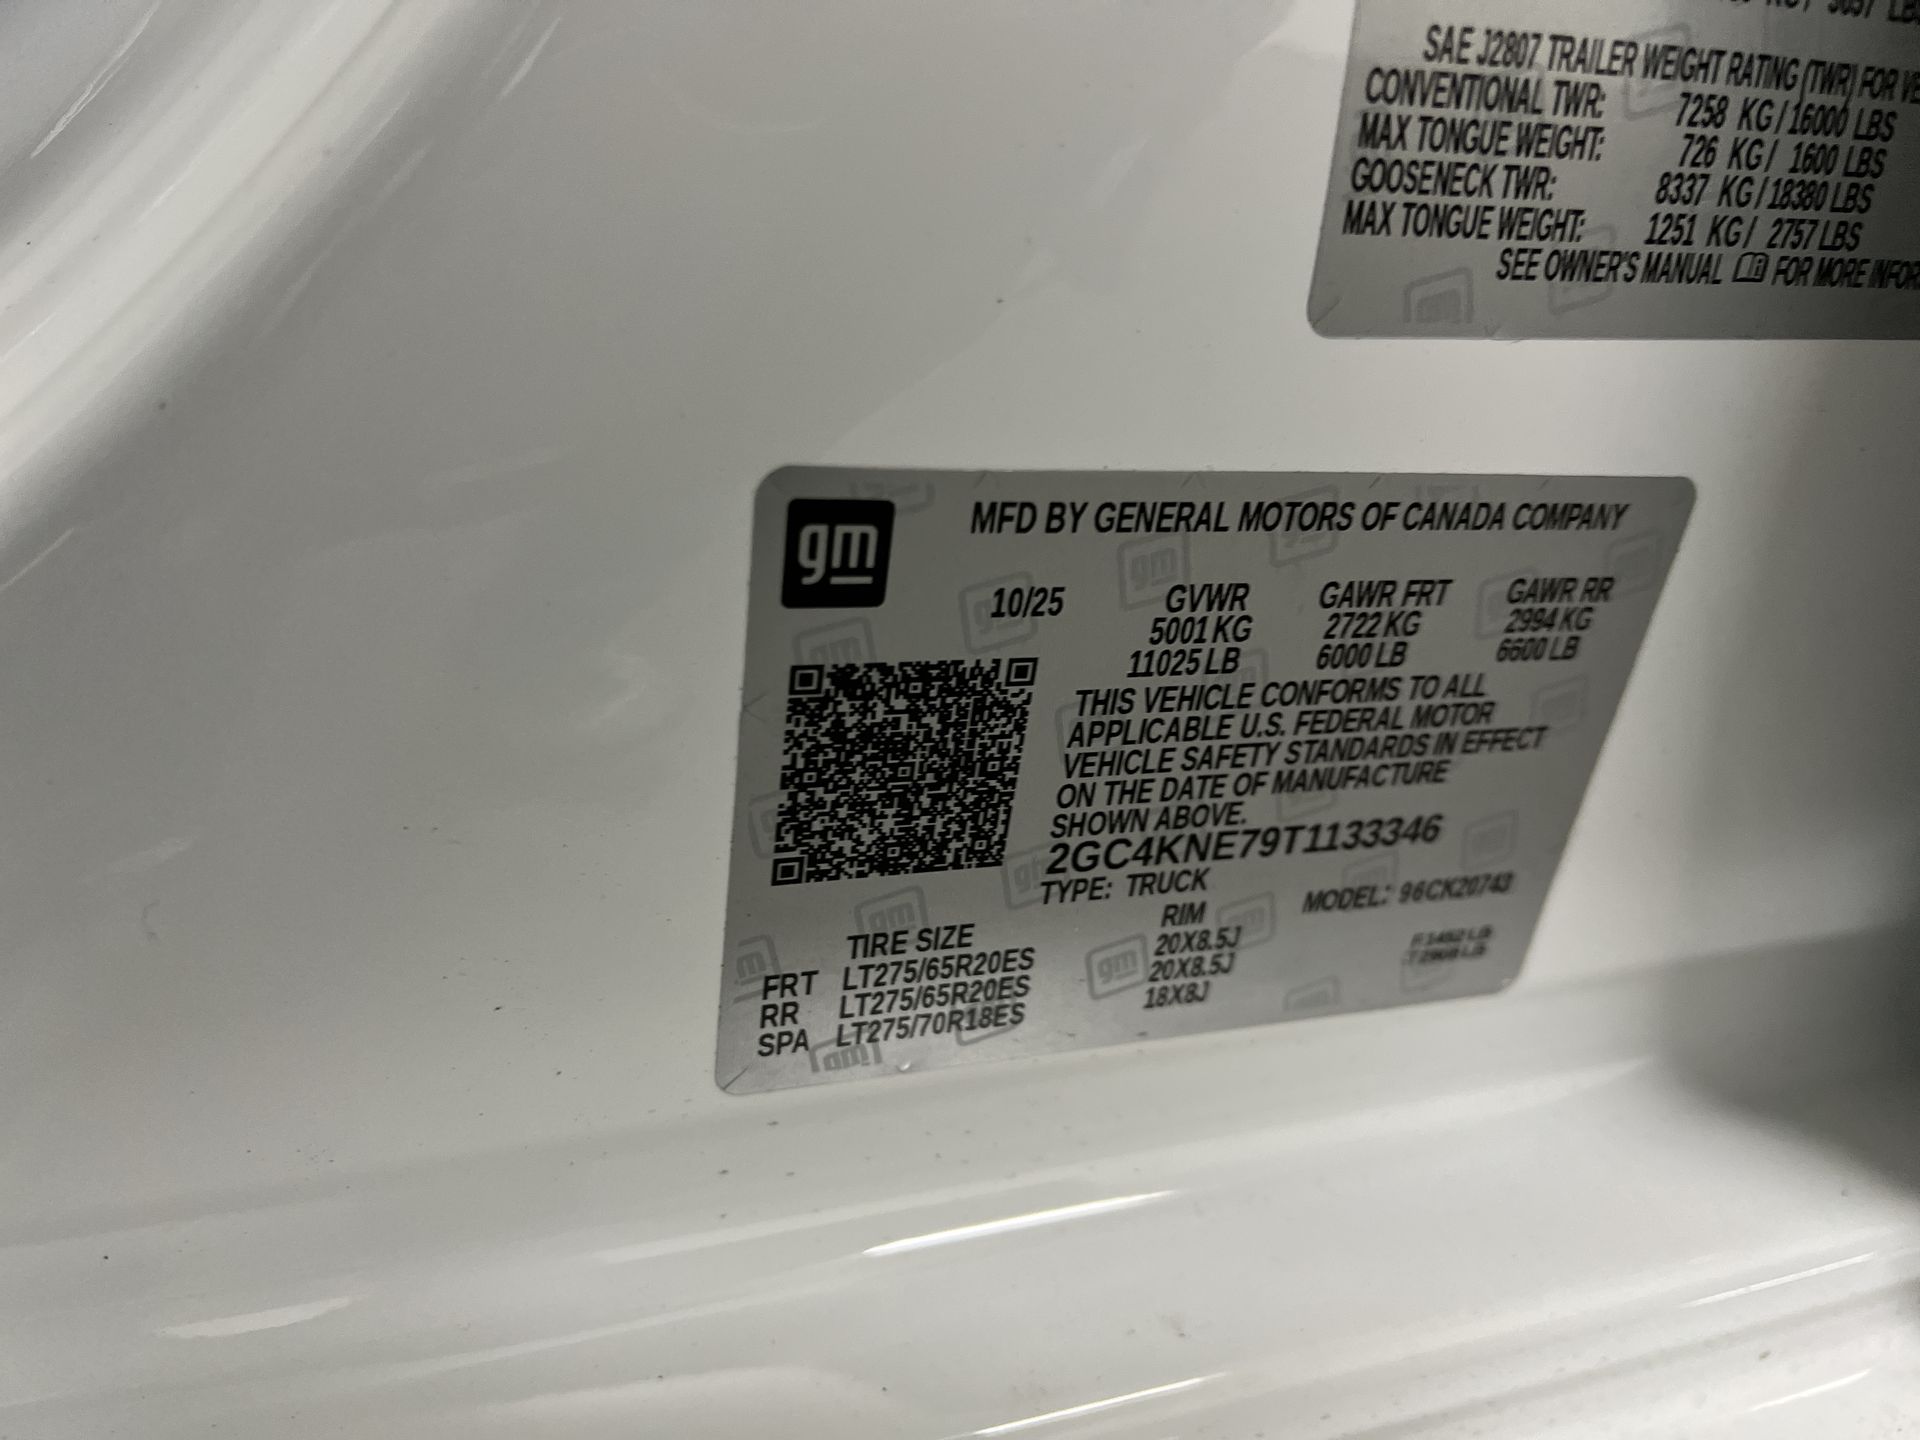 SAE J2807 TRAILER WEIGHT RATING (TWR) FOR
CONVENTIONAL TWR: 7258 KG/16000 LBS
MAX TONGUE WEIGHT: 726 KG/ 1600 LBS
GOOSENECK TWR: 8337 KG/18380 LBS
MAX TONGUE WEIGHT: 1251 KG/ 2757 LBS
SEE OWNER'S MANUAL FOR MORE
gm
MFD BY GENERAL MOTORS OF CANADA COMPANY
10/25 GVWR GAWR FRT GAWR RR
5001 KG 2722 KG 2994 KG
11025 LB 6000 LB 6600 LB
THIS VEHICLE CONFORMS TO ALL
APPLICABLE U.S. FEDERAL MOTOR
VEHICLE SAFETY STANDARDS IN EFFECT
ON THE DATE OF MANUFACTURE
SHOWN ABOVE.
2GC4KNE79T1133346
TYPE: TRUCK MODEL: 96CK20743
TIRE SIZE RIM
FRT LT275/65R20ES 20X8.5J
RR LT275/65R20ES 20X8.5J
SPA LT275/70R18ES 18X8J